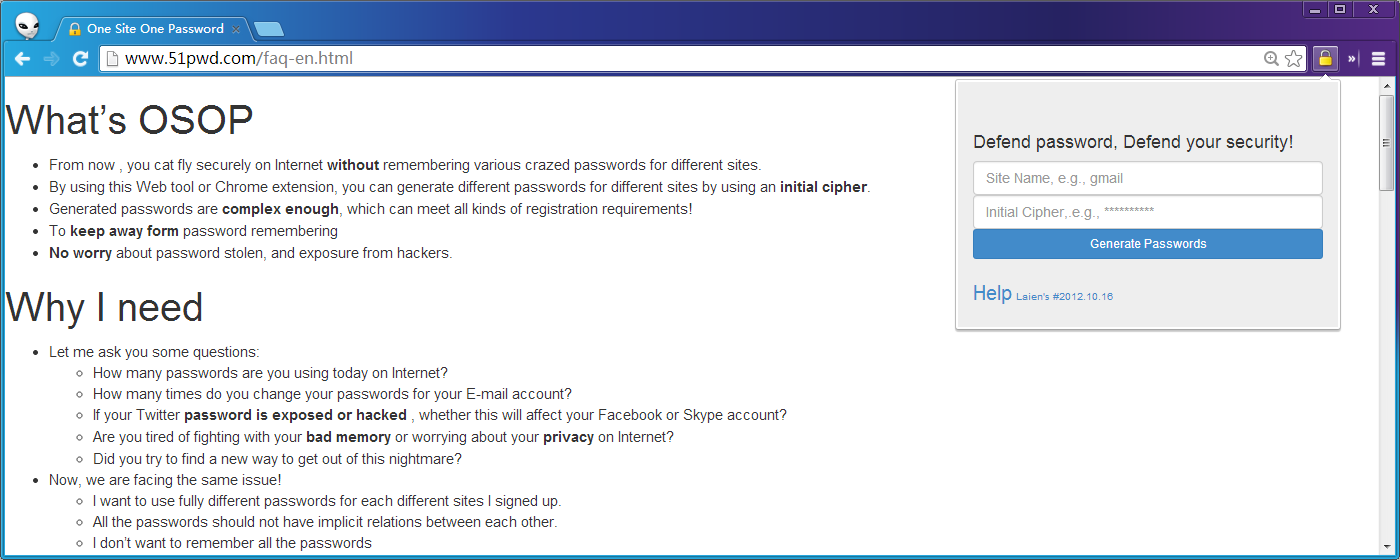 One Site One Password
www.51pwd.com/faq-en.html
What's OSOP
From now , you cat fly securely on Internet without remembering various crazed passwords for different sites.
By using this Web tool or Chrome extension, you can generate different passwords for different sites by using an initial cipher.
Generated passwords are complex enough, which can meet all kinds of registration requirements!
To keep away form password remembering
No worry about password stolen, and exposure from hackers.
Why I need
Let me ask you some questions:
How many passwords are you using today on Internet?
How many times do you change your passwords for your E-mail account?
If your Twitter password is exposed or hacked , whether this will affect your Facebook or Skype account?
Are you tired of fighting with your bad memory or worrying about your privacy on Internet?
Did you try to find a new way to get out of this nightmare?
Now, we are facing the same issue!
I want to use fully different passwords for each different sites I signed up.
All the passwords should not have implicit relations between each other.
I don't want to remember all the passwords
Defend password, Defend your security!
Site Name, e.g., gmail
Initial Cipher,.e.g., **********
Generate Passwords
Help Laien's #2012.10.16